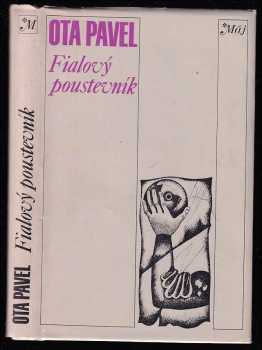 *M
OTA PAVEL
Fialový
poustevník
*Máj
OTA PAVEL Fialový poustevník